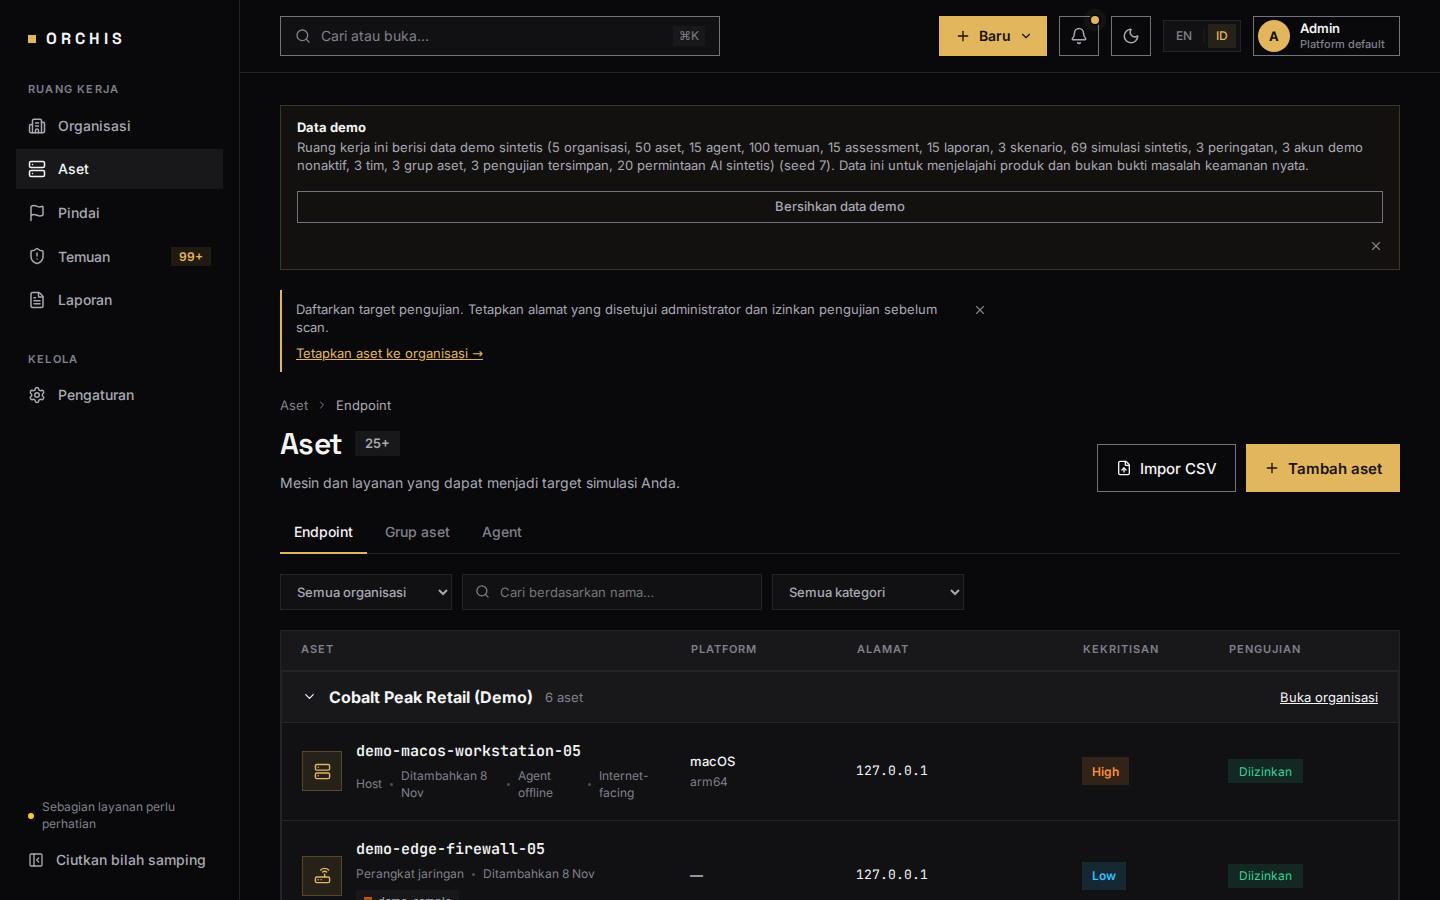 ORCHIS
Cari atau buka...
⌘K
Baru
EN
ID
A
Admin
Platform default
RUANG KERJA
Organisasi
Aset
Pindai
Temuan
99+
Laporan
KELOLA
Pengaturan
Sebagian layanan perlu
perhatian
Ciutkan bilah samping
Data demo
Ruang kerja ini berisi data demo sintetis (5 organisasi, 50 aset, 15 agent, 100 temuan, 15 assessment, 15 laporan, 3 skenario, 69 simulasi sintetis, 3 peringatan, 3 akun demo
nonaktif, 3 tim, 3 grup aset, 3 pengujian tersimpan, 20 permintaan AI sintetis) (seed 7). Data ini untuk menjelajahi produk dan bukan bukti masalah keamanan nyata.
Bersihkan data demo
Daftarkan target pengujian. Tetapkan alamat yang disetujui administrator dan izinkan pengujian sebelum
scan.
Tetapkan aset ke organisasi →
Aset > Endpoint
Aset 25+
Mesin dan layanan yang dapat menjadi target simulasi Anda.
Impor CSV
Tambah aset
Endpoint Grup aset Agent
Semua organisasi
Cari berdasarkan nama...
Semua kategori
ASET PLATFORM ALAMAT KEKRITISAN PENGUJIAN
Cobalt Peak Retail (Demo) 6 aset
Buka organisasi
demo-macos-workstation-05
Host • Ditambahkan 8 Nov • Agent offline • Internet-facing
macOS
arm64
127.0.0.1
High
Diizinkan
demo-edge-firewall-05
Perangkat jaringan • Ditambahkan 8 Nov
—
127.0.0.1
Low
Diizinkan